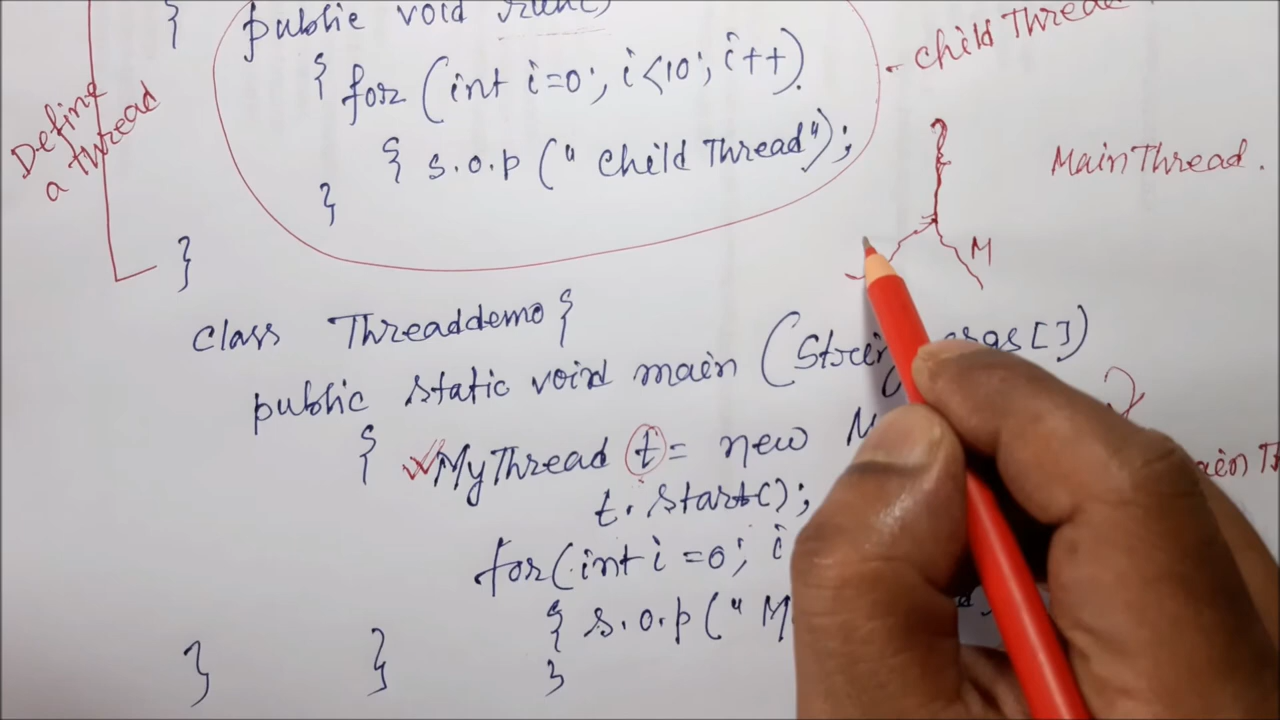 } public void run()
{ for (int i=0; i<10; i++)
{ s.o.p (" Child Thread");
}
}
Define
a thread
- Child Thread
Main Thread.
M
class Threaddemo {
public static void main (String args [])
{ MyThread t = new
t. start();
for (int i =0; i
{ s.o.p ("
} } }